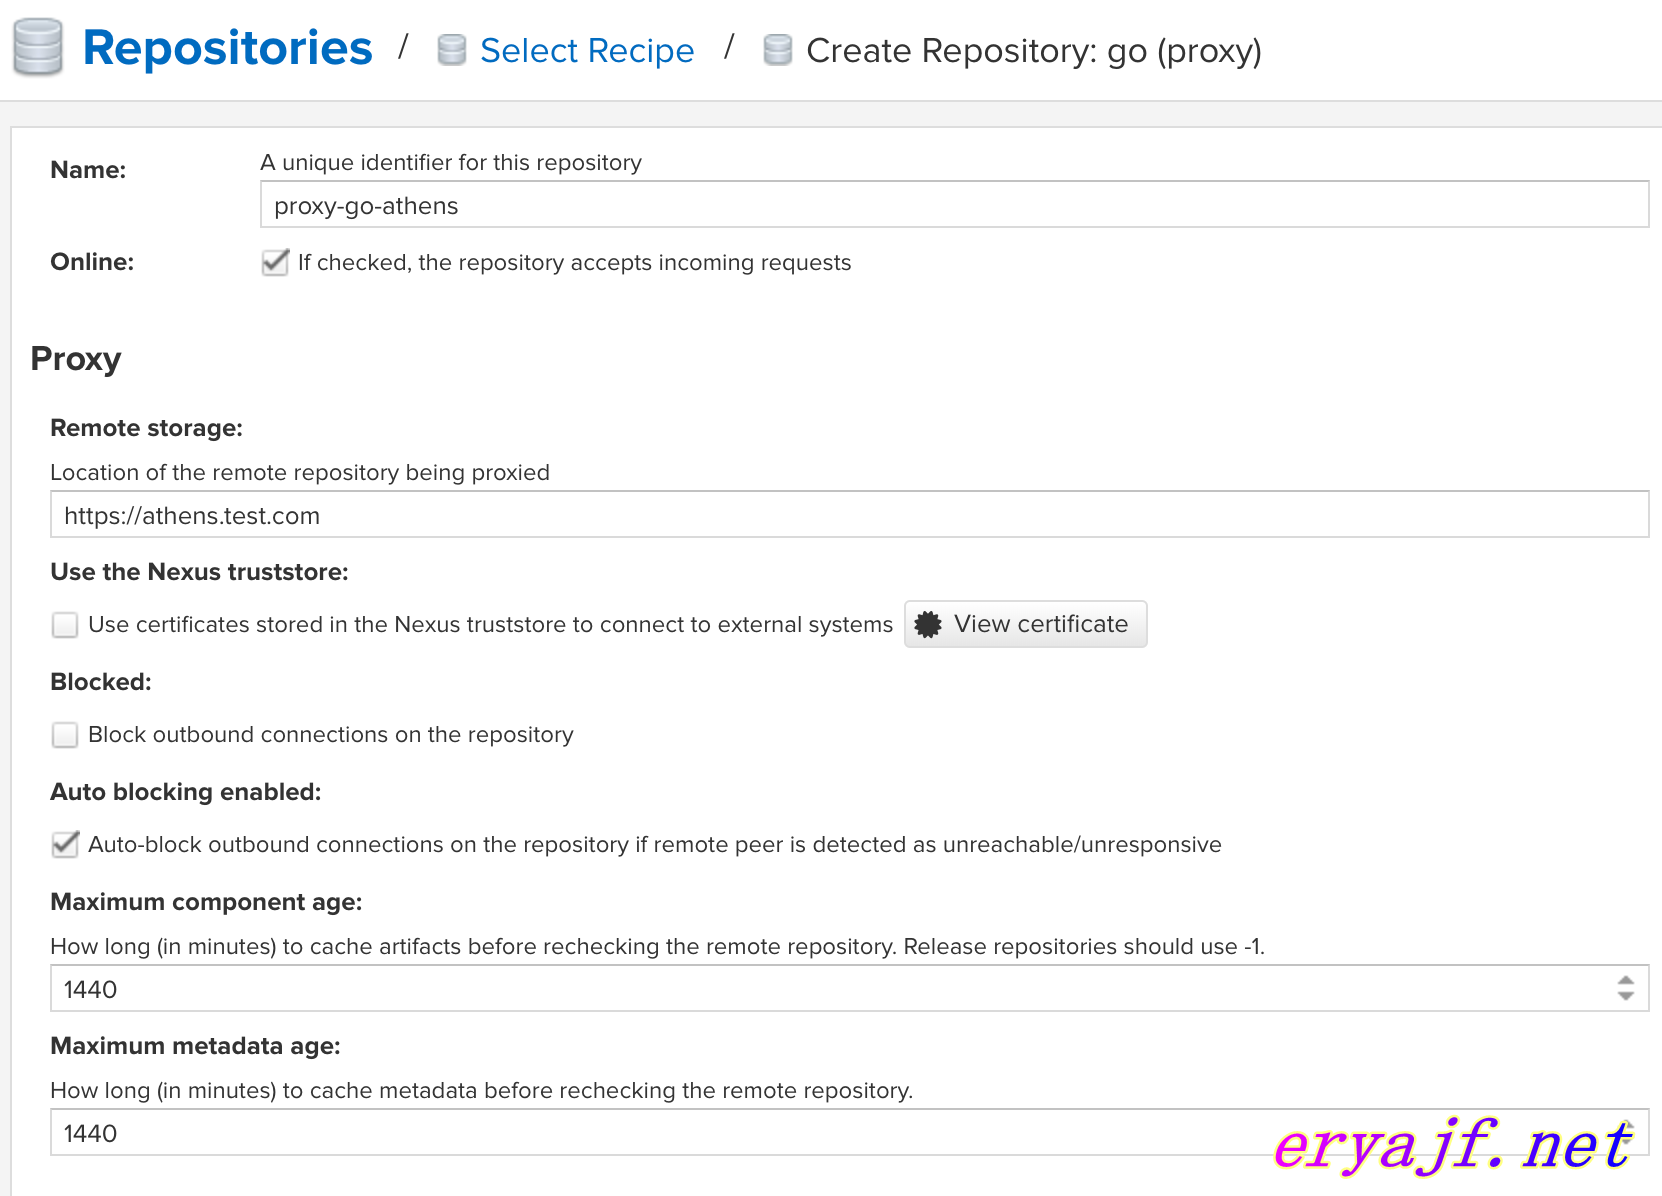 Repositories / Select Recipe / Create Repository: go (proxy)
Name:
A unique identifier for this repository
proxy-go-athens
Online:
If checked, the repository accepts incoming requests
Proxy
Remote storage:
Location of the remote repository being proxied
https://athens.test.com
Use the Nexus truststore:
Use certificates stored in the Nexus truststore to connect to external systems View certificate
Blocked:
Block outbound connections on the repository
Auto blocking enabled:
Auto-block outbound connections on the repository if remote peer is detected as unreachable/unresponsive
Maximum component age:
How long (in minutes) to cache artifacts before rechecking the remote repository. Release repositories should use -1.
1440
Maximum metadata age:
How long (in minutes) to cache metadata before rechecking the remote repository.
1440
eryajf.net